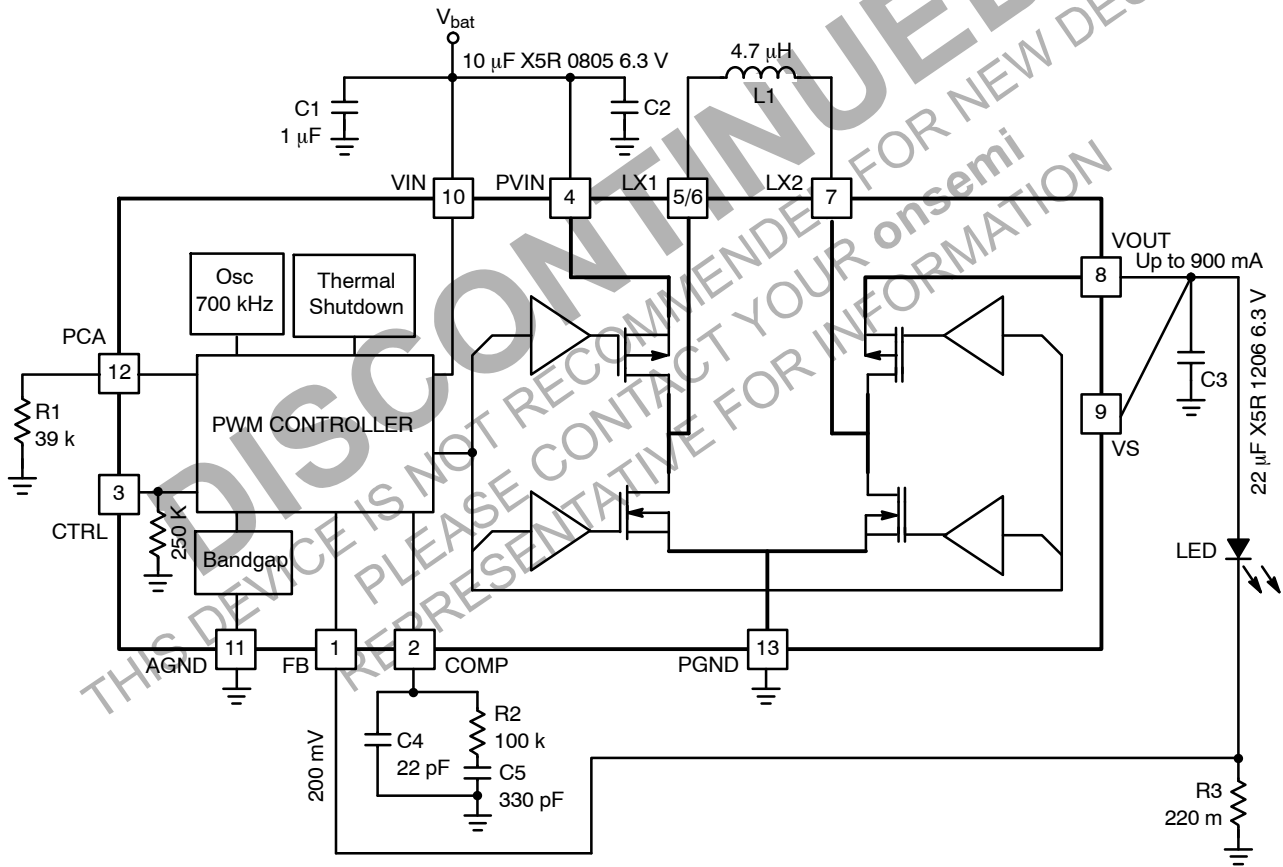 Vbat
10 µF X5R 0805 6.3 V
4.7 µH
L1
C1
1 µF
C2
VIN
10
PVIN
4
LX1
5/6
LX2
7
VOUT
8
Up to 900 mA
Osc
700 kHz
Thermal
Shutdown
PCA
12
R1
39 k
PWM CONTROLLER
3
CTRL
250 K
Bandgap
C3
9
VS
22 µF X5R 1206 6.3 V
LED
11
AGND
1
FB
2
COMP
PGND
13
200 mV
C4
22 pF
R2
100 k
C5
330 pF
R3
220 m
DISCONTINUED
THIS DEVICE IS NOT RECOMMENDED FOR NEW
PLEASE CONTACT YOUR onsemi
REPRESENTATIVE FOR INFORMATION